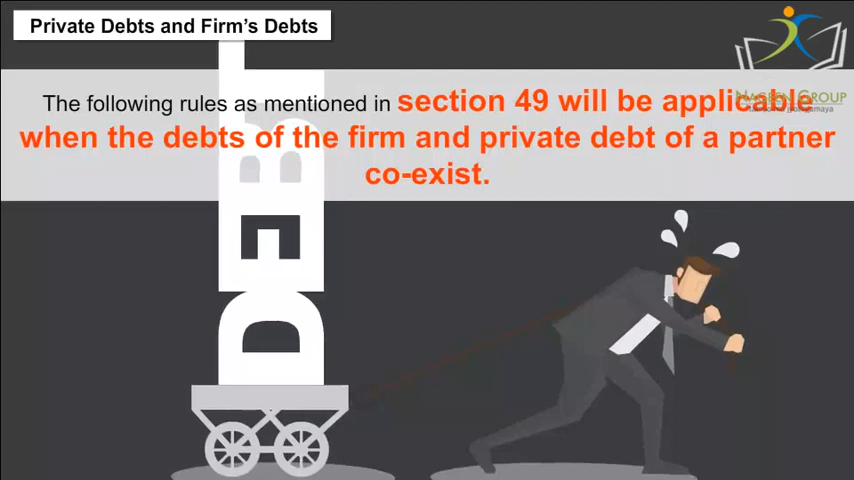 Private Debts and Firm's Debts
The following rules as mentioned in section 49 will be applicable
when the debts of the firm and private debt of a partner
co-exist.
DEBT